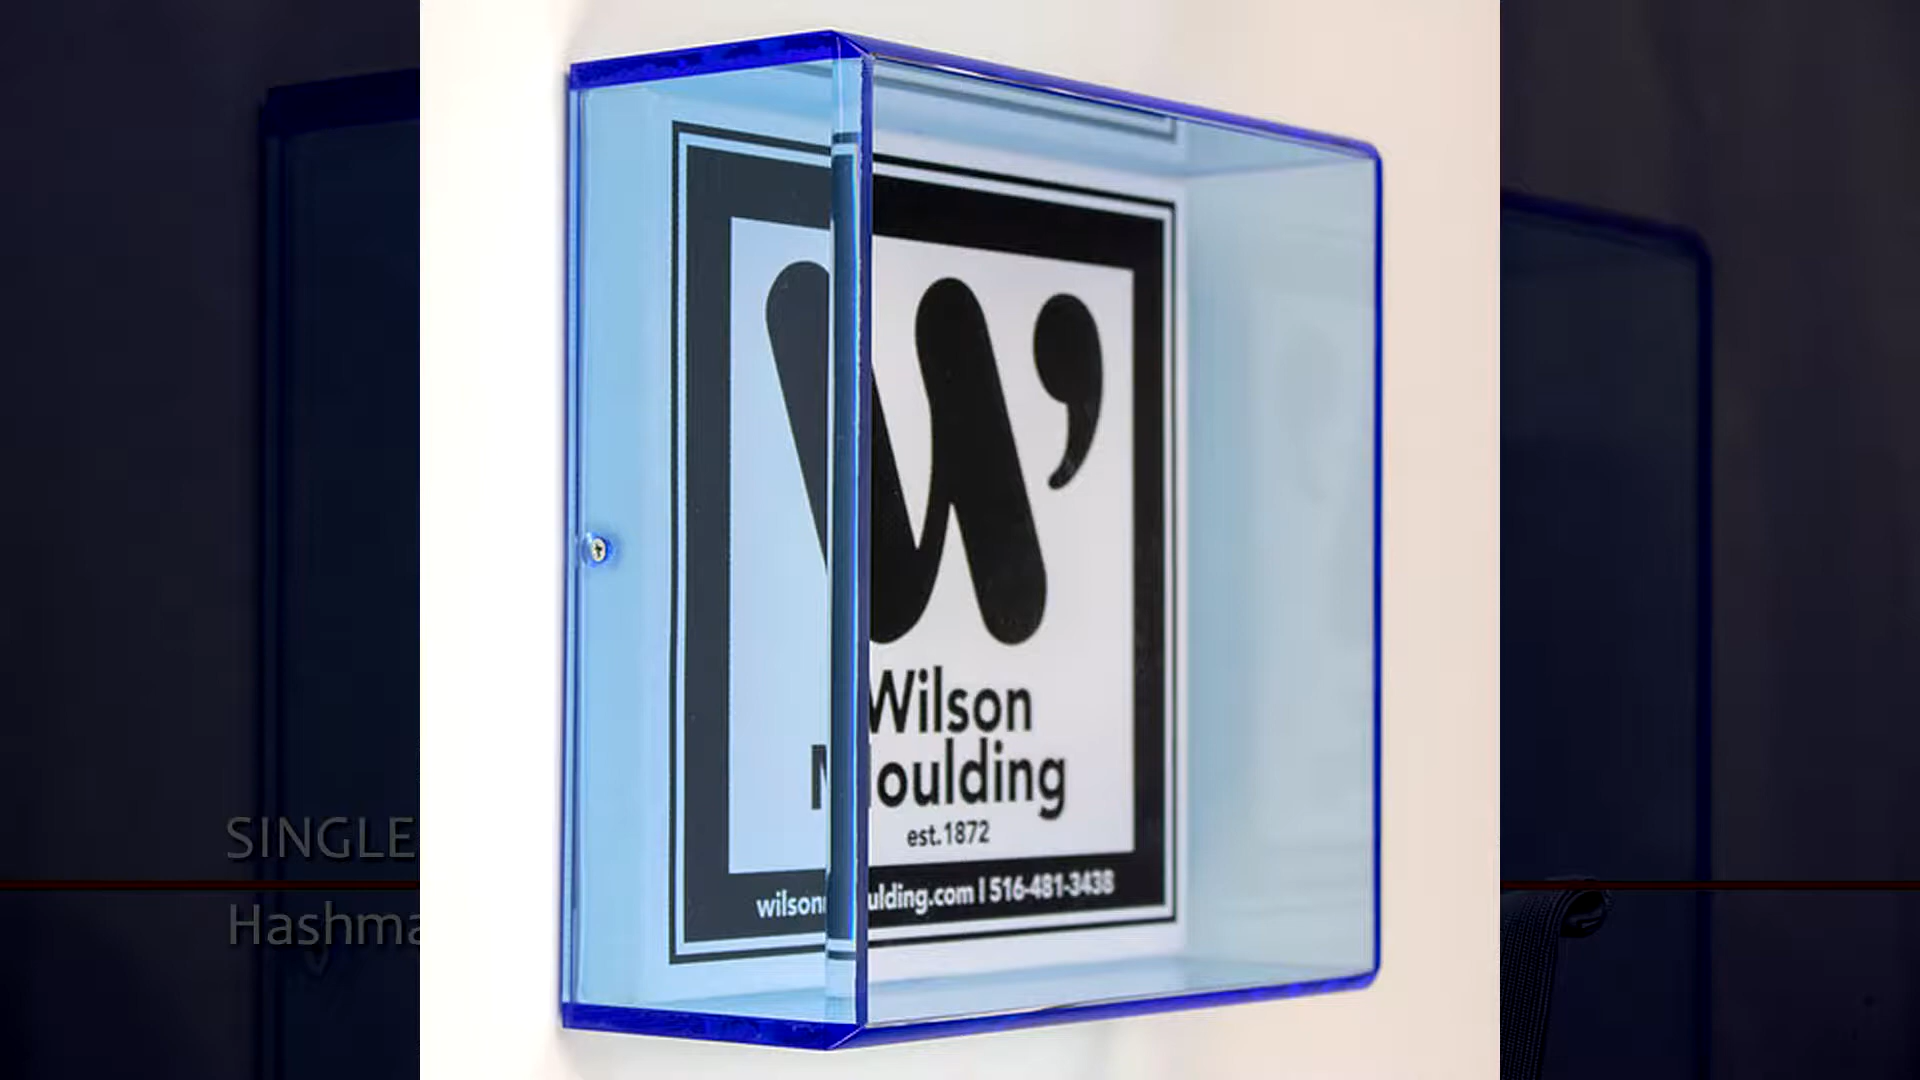 W'
Wilson
Moulding
est.1872
wilsonmoulding.com | 516-481-3438
SINGLE
Hashma